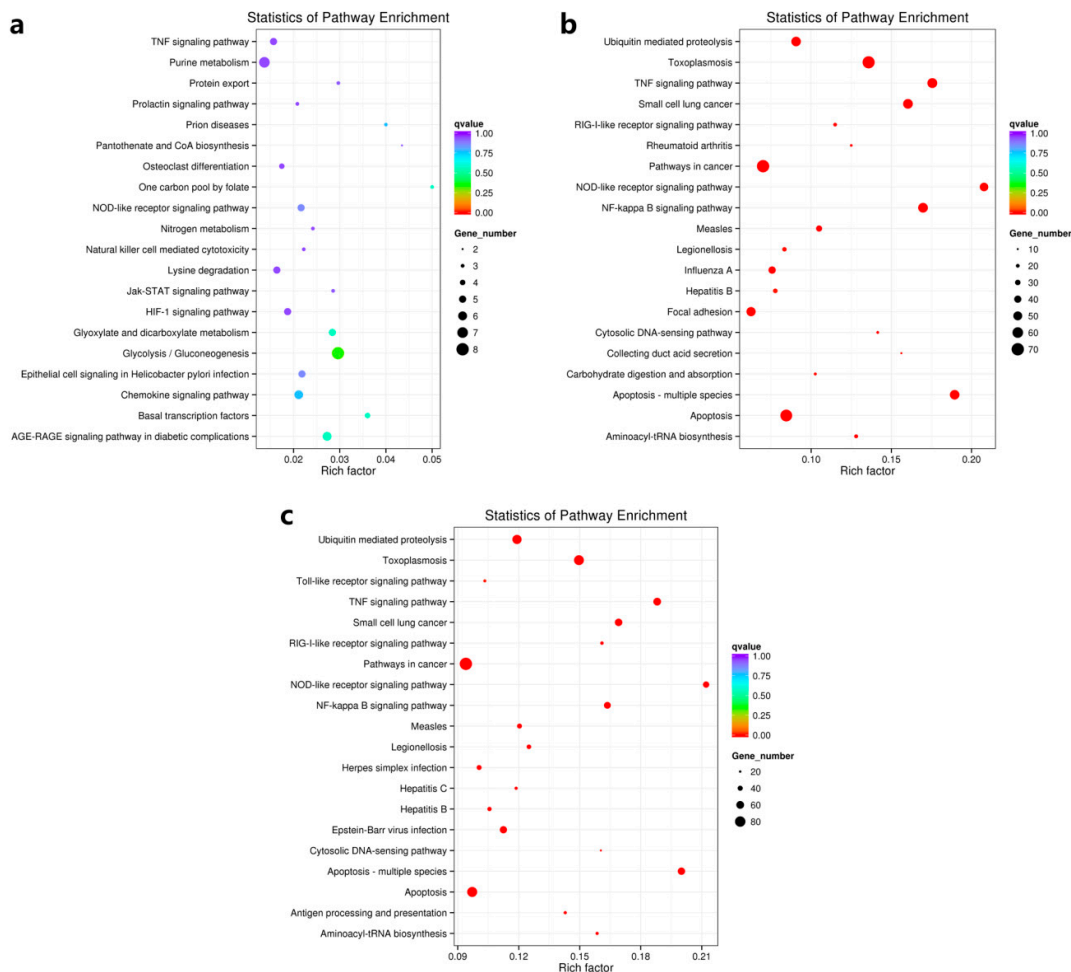 a
Statistics of Pathway Enrichment
TNF signaling pathway
Purine metabolism
Protein export
Prolactin signaling pathway
Prion diseases
Pantothenate and CoA biosynthesis
Osteoclast differentiation
One carbon pool by folate
NOD-like receptor signaling pathway
Nitrogen metabolism
Natural killer cell mediated cytotoxicity
Lysine degradation
Jak-STAT signaling pathway
HIF-1 signaling pathway
Glyoxylate and dicarboxylate metabolism
Glycolysis / Gluconeogenesis
Epithelial cell signaling in Helicobacter pylori infection
Chemokine signaling pathway
Basal transcription factors
AGE-RAGE signaling pathway in diabetic complications
0.02 0.03 0.04 0.05
Rich factor
qvalue
1.00
0.75
0.50
0.25
0.00
Gene_number
2
3
4
5
6
7
8
b
Statistics of Pathway Enrichment
Ubiquitin mediated proteolysis
Toxoplasmosis
TNF signaling pathway
Small cell lung cancer
RIG-I-like receptor signaling pathway
Rheumatoid arthritis
Pathways in cancer
NOD-like receptor signaling pathway
NF-kappa B signaling pathway
Measles
Legionellosis
Influenza A
Hepatitis B
Focal adhesion
Cytosolic DNA-sensing pathway
Collecting duct acid secretion
Carbohydrate digestion and absorption
Apoptosis - multiple species
Apoptosis
Aminoacyl-tRNA biosynthesis
0.10 0.15 0.20
Rich factor
qvalue
1.00
0.75
0.50
0.25
0.00
Gene_number
10
20
30
40
50
60
70
c
Statistics of Pathway Enrichment
Ubiquitin mediated proteolysis
Toxoplasmosis
Toll-like receptor signaling pathway
TNF signaling pathway
Small cell lung cancer
RIG-I-like receptor signaling pathway
Pathways in cancer
NOD-like receptor signaling pathway
NF-kappa B signaling pathway
Measles
Legionellosis
Herpes simplex infection
Hepatitis C
Hepatitis B
Epstein-Barr virus infection
Cytosolic DNA-sensing pathway
Apoptosis - multiple species
Apoptosis
Antigen processing and presentation
Aminoacyl-tRNA biosynthesis
0.09 0.12 0.15 0.18 0.21
Rich factor
qvalue
1.00
0.75
0.50
0.25
0.00
Gene_number
20
40
60
80